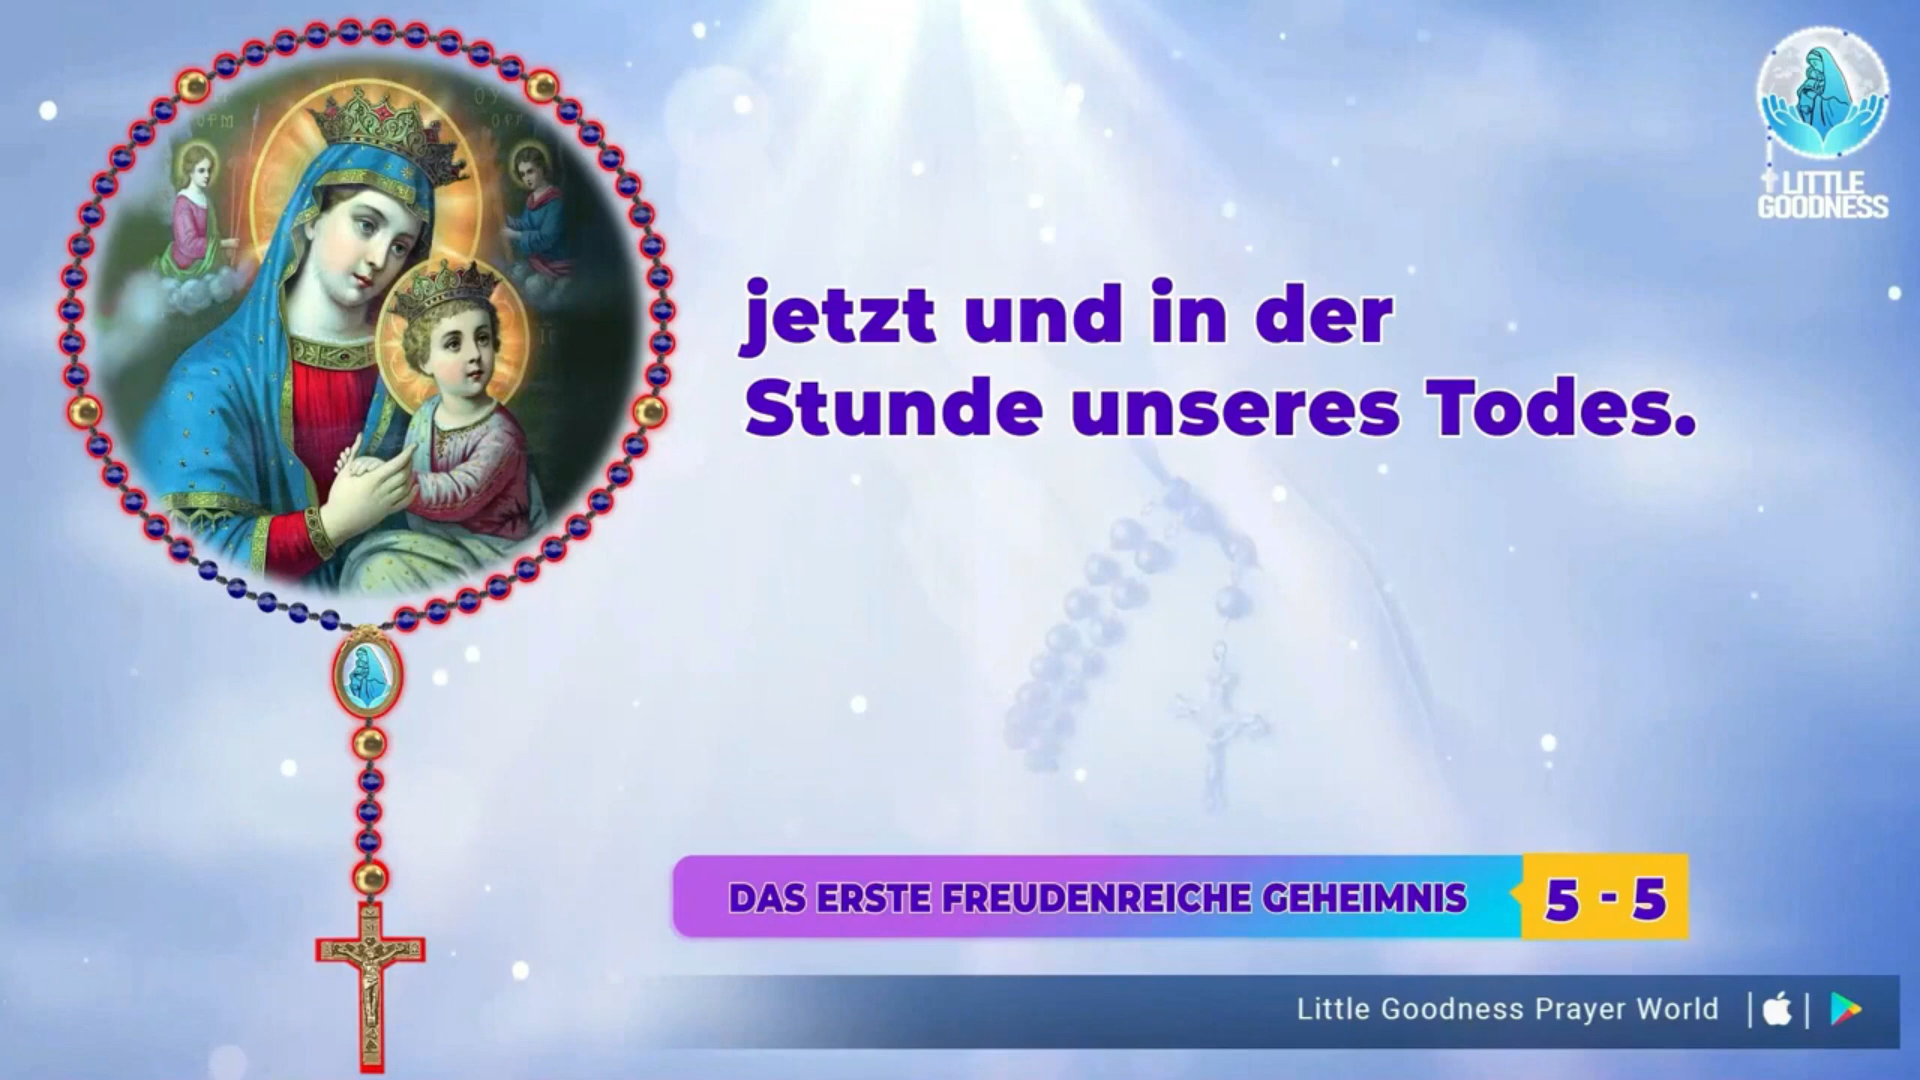 LITTLE
GOODNESS
jetzt und in der
Stunde unseres Todes.
DAS ERSTE FREUDENREICHE GEHEIMNIS 5 - 5
Little Goodness Prayer World